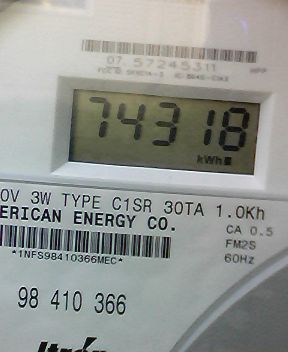 07 57245311
74318
kWh
0V 3W TYPE C1SR 30TA 1.0Kh
ERICAN ENERGY CO.
CA 0.5
FM2S
*1NFS98410366MEC*
60Hz
98 410 366
Itron